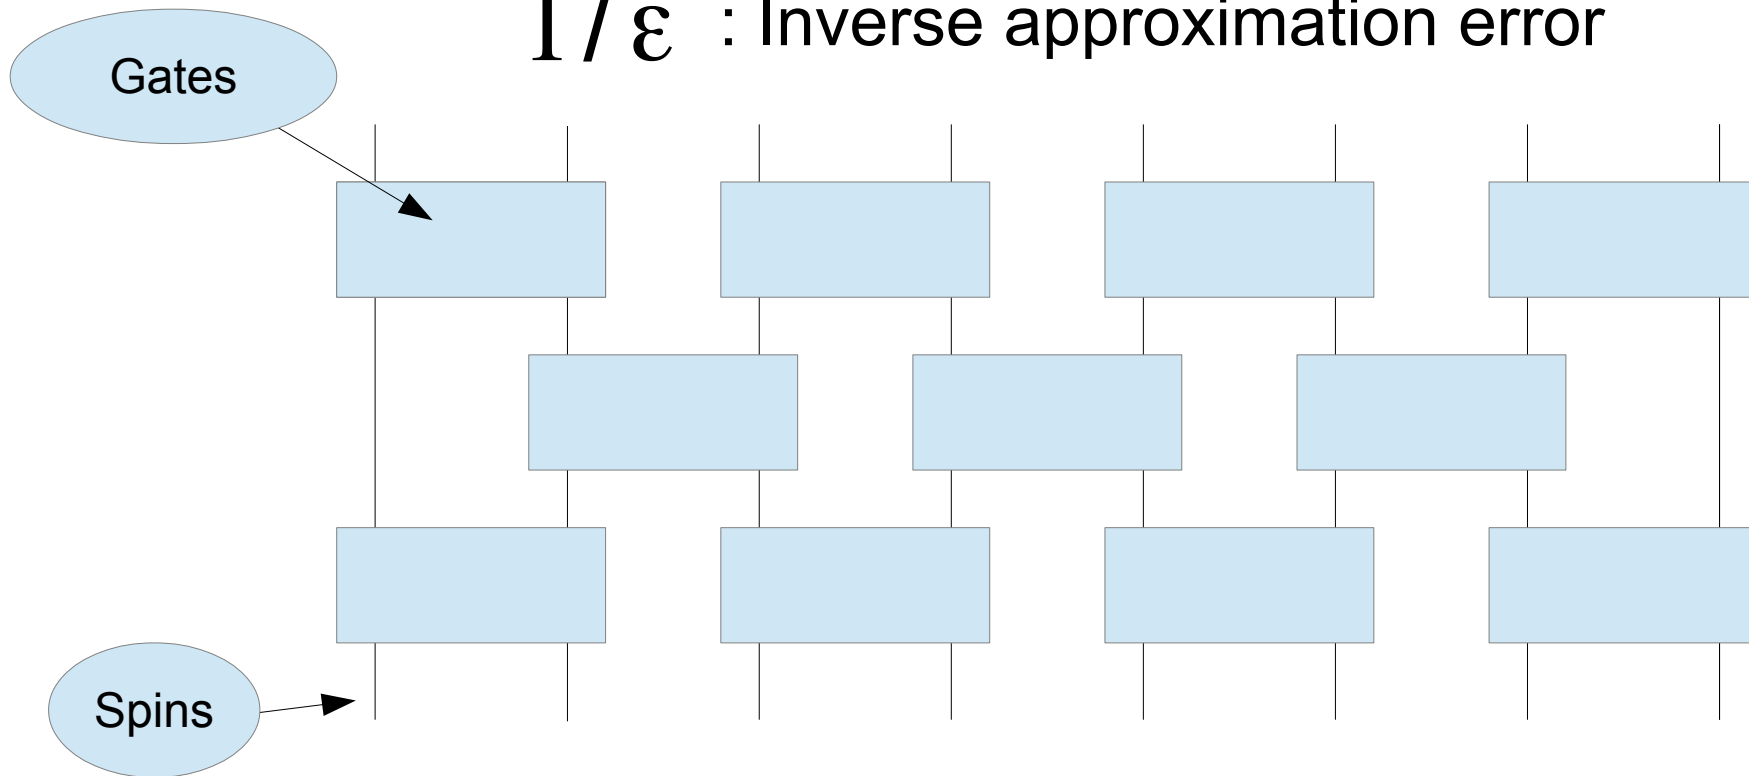 1/ε : Inverse approximation error
Gates
Spins